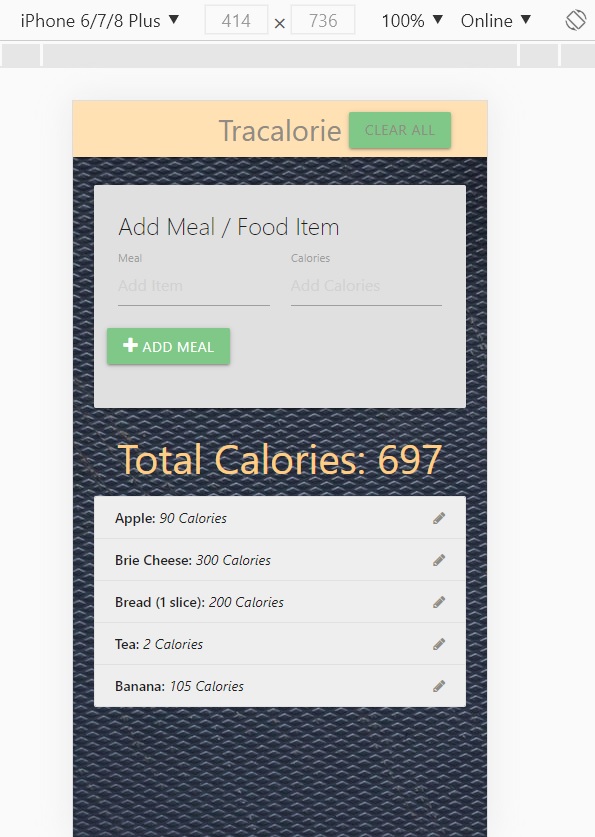 iPhone 6/7/8 Plus ▼ 414 × 736 100% ▼ Online ▼
Tracalorie CLEAR ALL
Add Meal / Food Item
Meal Calories
Add Item Add Calories
+ ADD MEAL
Total Calories: 697
Apple: 90 Calories
Brie Cheese: 300 Calories
Bread (1 slice): 200 Calories
Tea: 2 Calories
Banana: 105 Calories